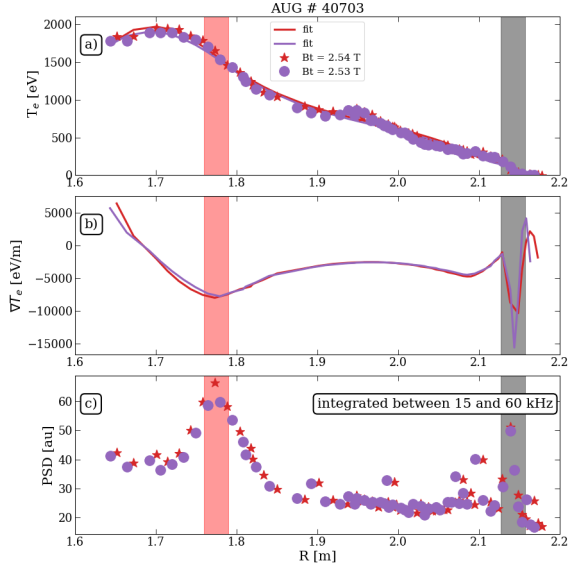 AUG # 40703
a)
fit
fit
Bt = 2.54 T
Bt = 2.53 T
Tₑ [eV]
2000
1500
1000
500
0
1.6 1.7 1.8 1.9 2.0 2.1 2.2
b)
∇Tₑ [eV/m]
5000
0
−5000
−10000
−15000
1.6 1.7 1.8 1.9 2.0 2.1 2.2
c)
integrated between 15 and 60 kHz
PSD [au]
60
50
40
30
20
1.6 1.7 1.8 1.9 2.0 2.1 2.2
R [m]